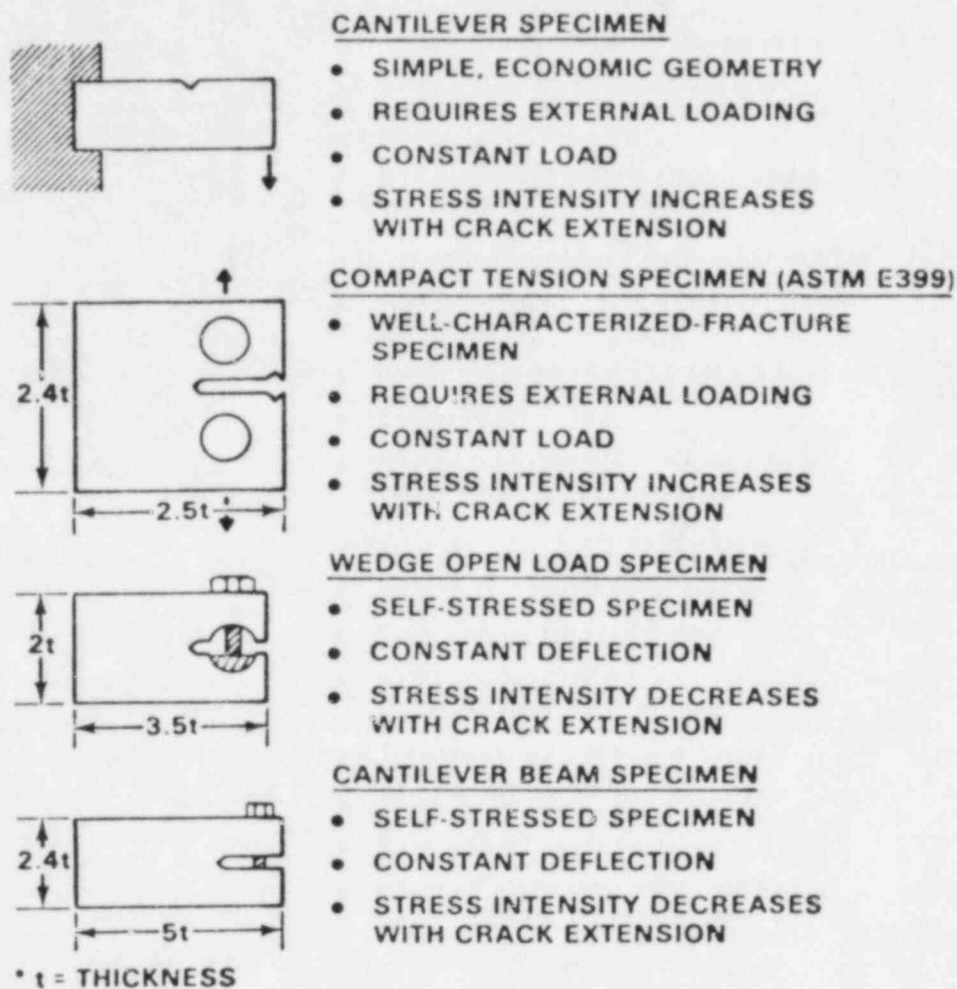 CANTILEVER SPECIMEN
• SIMPLE, ECONOMIC GEOMETRY
• REQUIRES EXTERNAL LOADING
• CONSTANT LOAD
• STRESS INTENSITY INCREASES
WITH CRACK EXTENSION
COMPACT TENSION SPECIMEN (ASTM E399)
• WELL-CHARACTERIZED-FRACTURE
SPECIMEN
• REQUIRES EXTERNAL LOADING
• CONSTANT LOAD
• STRESS INTENSITY INCREASES
WITH CRACK EXTENSION
2.4t
2.5t
WEDGE OPEN LOAD SPECIMEN
• SELF-STRESSED SPECIMEN
• CONSTANT DEFLECTION
• STRESS INTENSITY DECREASES
WITH CRACK EXTENSION
2t
3.5t
CANTILEVER BEAM SPECIMEN
• SELF-STRESSED SPECIMEN
• CONSTANT DEFLECTION
• STRESS INTENSITY DECREASES
WITH CRACK EXTENSION
2.4t
5t
* t = THICKNESS